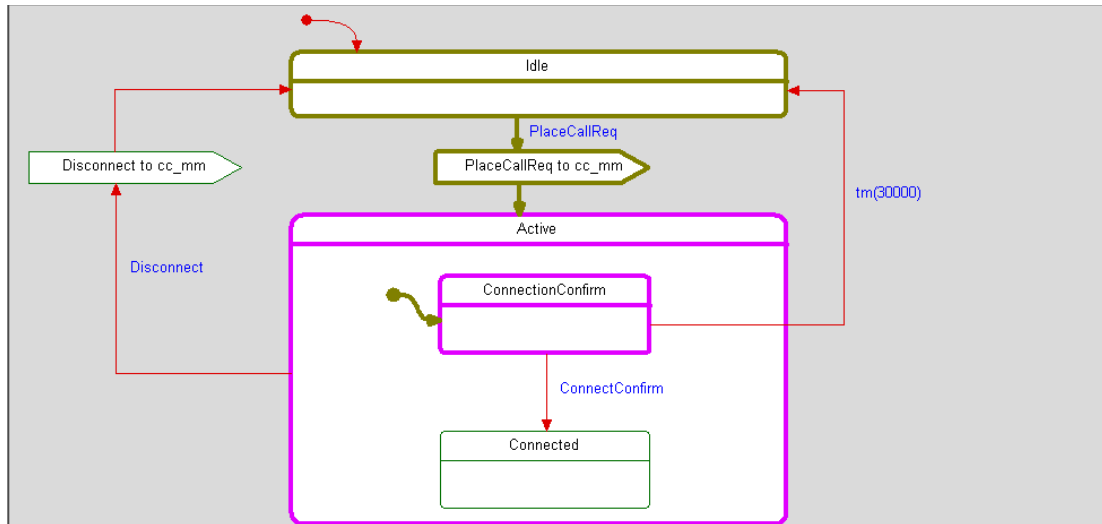 Idle
PlaceCallReq
Disconnect to cc_mm
PlaceCallReq to cc_mm
tm(30000)
Active
Disconnect
ConnectionConfirm
ConnectConfirm
Connected